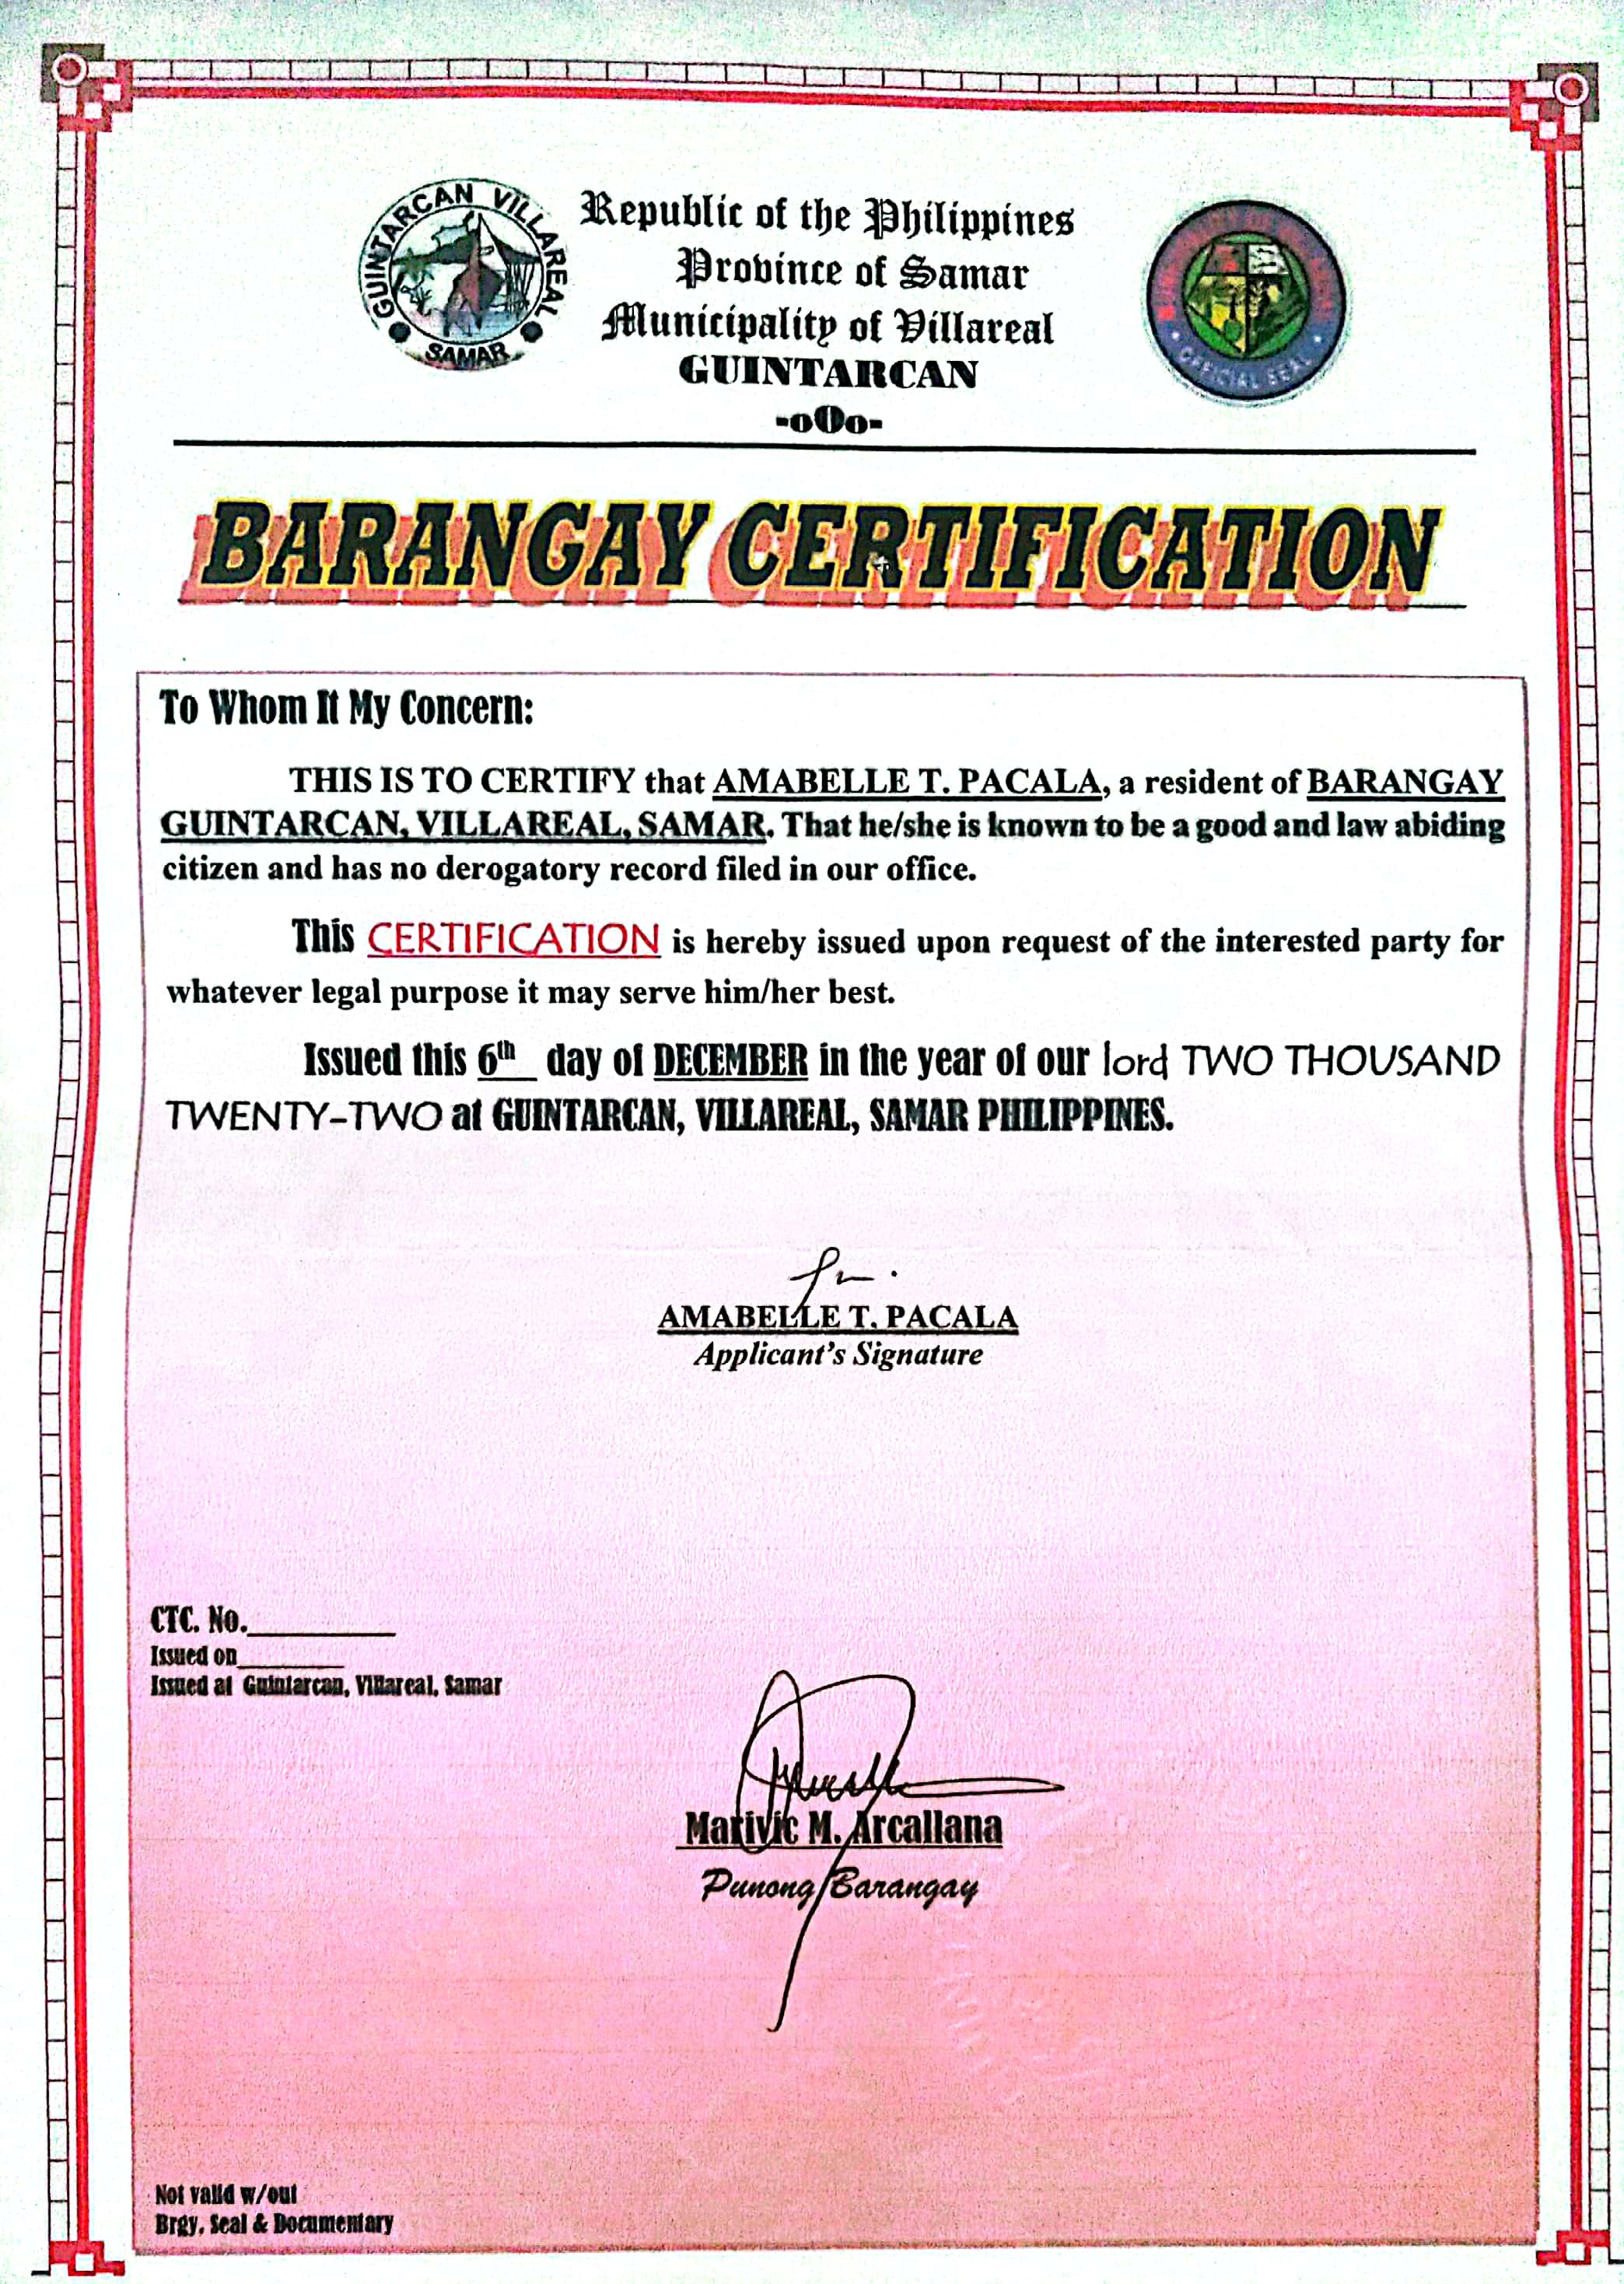 GUINTARCAN VILLAREAL
SAMAR
Republic of the Philippines
Province of Samar
Municipality of Villareal
GUINTARCAN
-o0o-
OFFICIAL SEAL
BARANGAY CERTIFICATION
To Whom It My Concern:
THIS IS TO CERTIFY that AMABELLE T. PACALA, a resident of BARANGAY
GUINTARCAN, VILLAREAL, SAMAR. That he/she is known to be a good and law abiding
citizen and has no derogatory record filed in our office.
This CERTIFICATION is hereby issued upon request of the interested party for
whatever legal purpose it may serve him/her best.
Issued this 6th day of DECEMBER in the year of our lord TWO THOUSAND
TWENTY-TWO at GUINTARCAN, VILLAREAL, SAMAR PHILIPPINES.
AMABELLE T. PACALA
Applicant's Signature
CTC. No.__________
Issued on__________
Issued at Guintarcan, Villareal, Samar
Marivic M. Arcallana
Punong Barangay
Not valid w/out
Brgy. Seal & Documentary